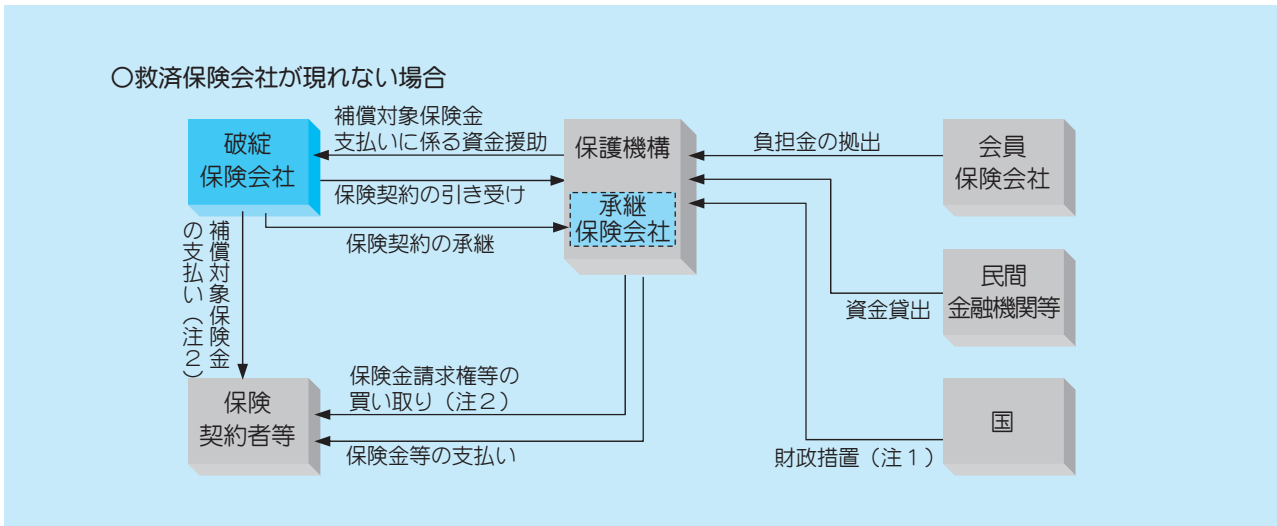 ○救済保険会社が現れない場合
補償対象保険金
支払いに係る資金援助
破綻
保険会社
保護機構
負担金の拠出
会員
保険会社
保険契約の引き受け
承継
保険会社
保険契約の承継
補償対象保険金
の支払い（注２）
民間
金融機関等
資金貸出
保険金請求権等の
買い取り（注２）
保険
契約者等
国
保険金等の支払い
財政措置（注１）